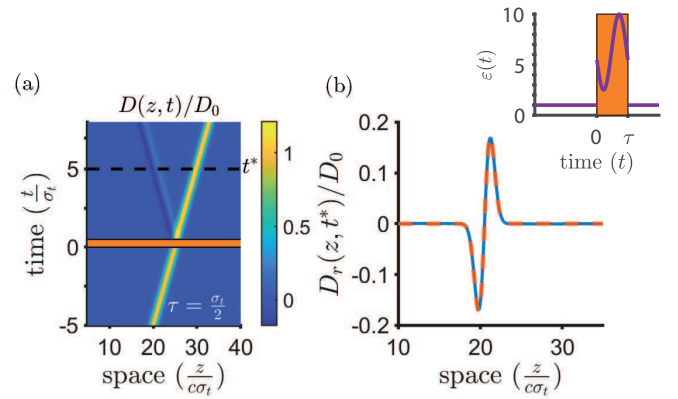 (a)
D(z, t)/D₀
t*
5
0
-5
time (t/σₜ)
τ = σₜ/2
10 20 30 40
space (z/cσₜ)
1
0.5
0
(b)
0.2
0.1
0
-0.1
-0.2
Dᵣ(z, t*)/D₀
10 20 30
space (z/cσₜ)
10
5
0
ε(t)
0 τ
time (t)